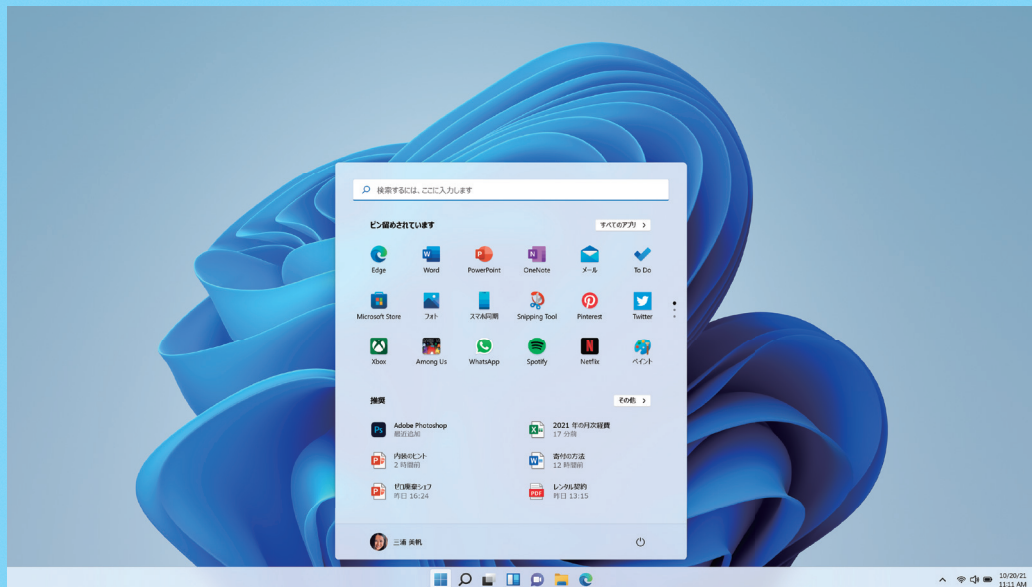 検索するには、ここに入力します
ピン留めされています
すべてのアプリ
Edge
Word
PowerPoint
OneNote
メール
To Do
Microsoft Store
フォト
スマホ同期
Snipping Tool
Pinterest
Twitter
Xbox
Among Us
WhatsApp
Spotify
Netflix
ペイント
推奨
その他
Ps
Adobe Photoshop
最近追加
2021 年の月次経費
17 分前
内装のヒント
2 時間前
寄付の方法
12 時間前
ゼロ廃棄シェフ
昨日 16:24
PDF
レンタル契約
昨日 13:15
三浦 美帆
10/20/21
11:11 AM